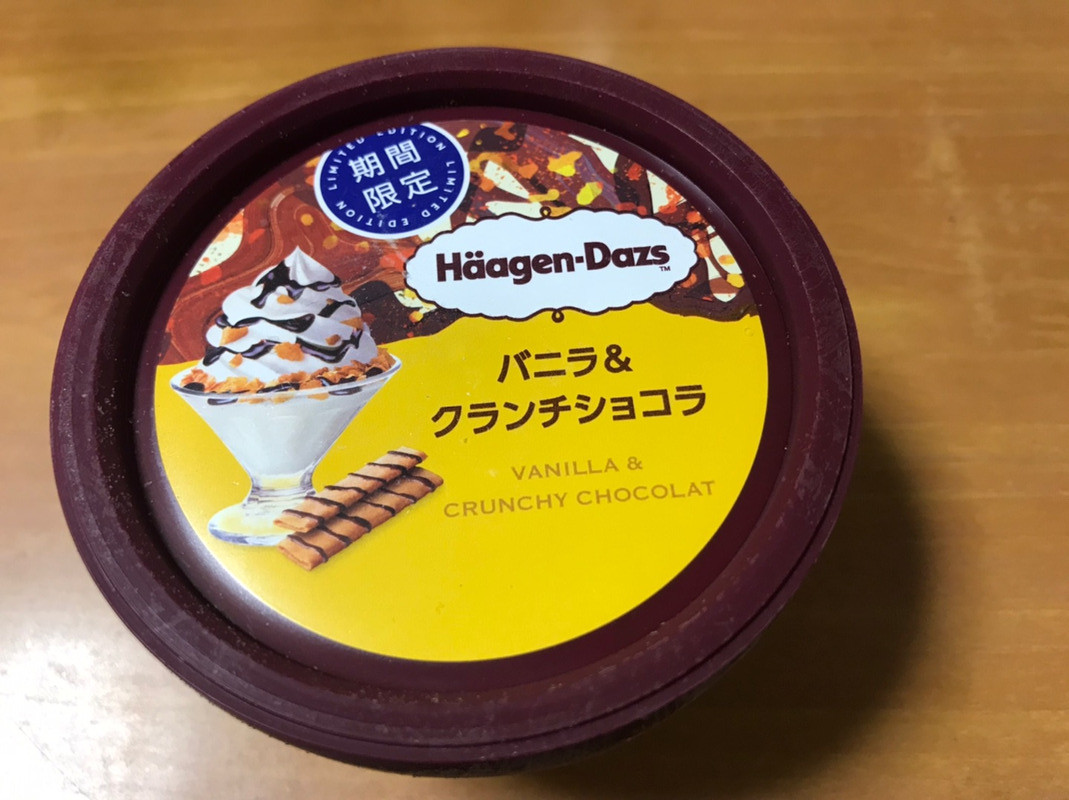 LIMITED EDITION LIMITED EDITION
期間
限定
Häagen-Dazs
TM
バニラ&
クランチショコラ
VANILLA &
CRUNCHY CHOCOLAT